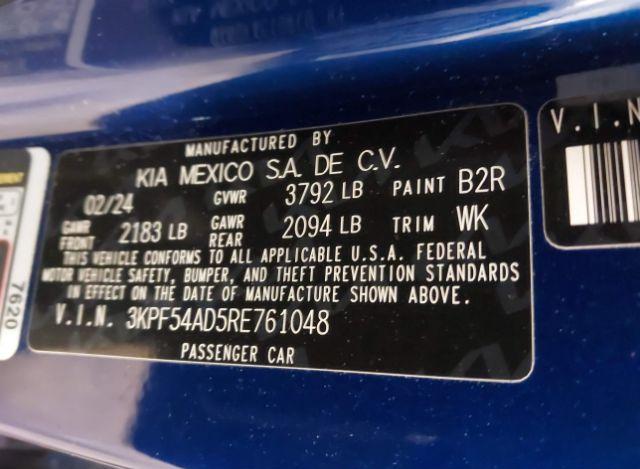 MANUFACTURED BY
KIA MEXICO S.A. DE C.V.
02/24 GVWR 3792 LB PAINT B2R
GAWR FRONT 2183 LB GAWR REAR 2094 LB TRIM WK
THIS VEHICLE CONFORMS TO ALL APPLICABLE U.S.A. FEDERAL
MOTOR VEHICLE SAFETY, BUMPER, AND THEFT PREVENTION STANDARDS
IN EFFECT ON THE DATE OF MANUFACTURE SHOWN ABOVE.
V.I.N. 3KPF54AD5RE761048
PASSENGER CAR
V.I.N
7620